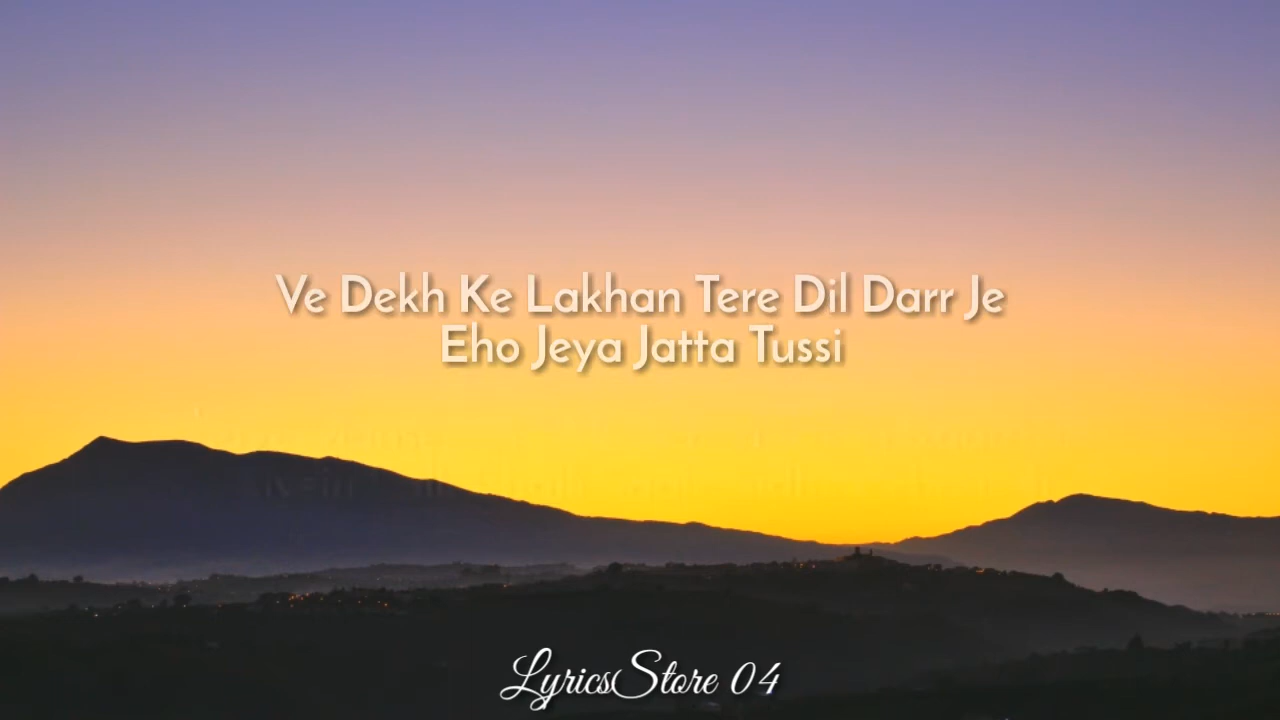 Ve Dekh Ke Lakhan Tere Dil Darr Je
Eho Jeya Jatta Tussi
LyricsStore 04